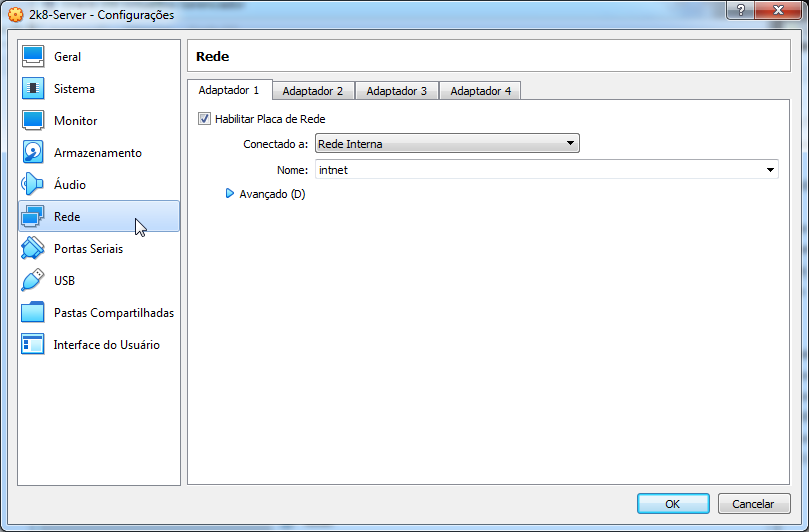 2k8-Server - Configurações
?
Geral
Sistema
Monitor
Armazenamento
Áudio
Rede
Portas Seriais
USB
Pastas Compartilhadas
Interface do Usuário
Rede
Adaptador 1 Adaptador 2 Adaptador 3 Adaptador 4
Habilitar Placa de Rede
Conectado a: Rede Interna
Nome: intnet
Avançado (D)
OK Cancelar